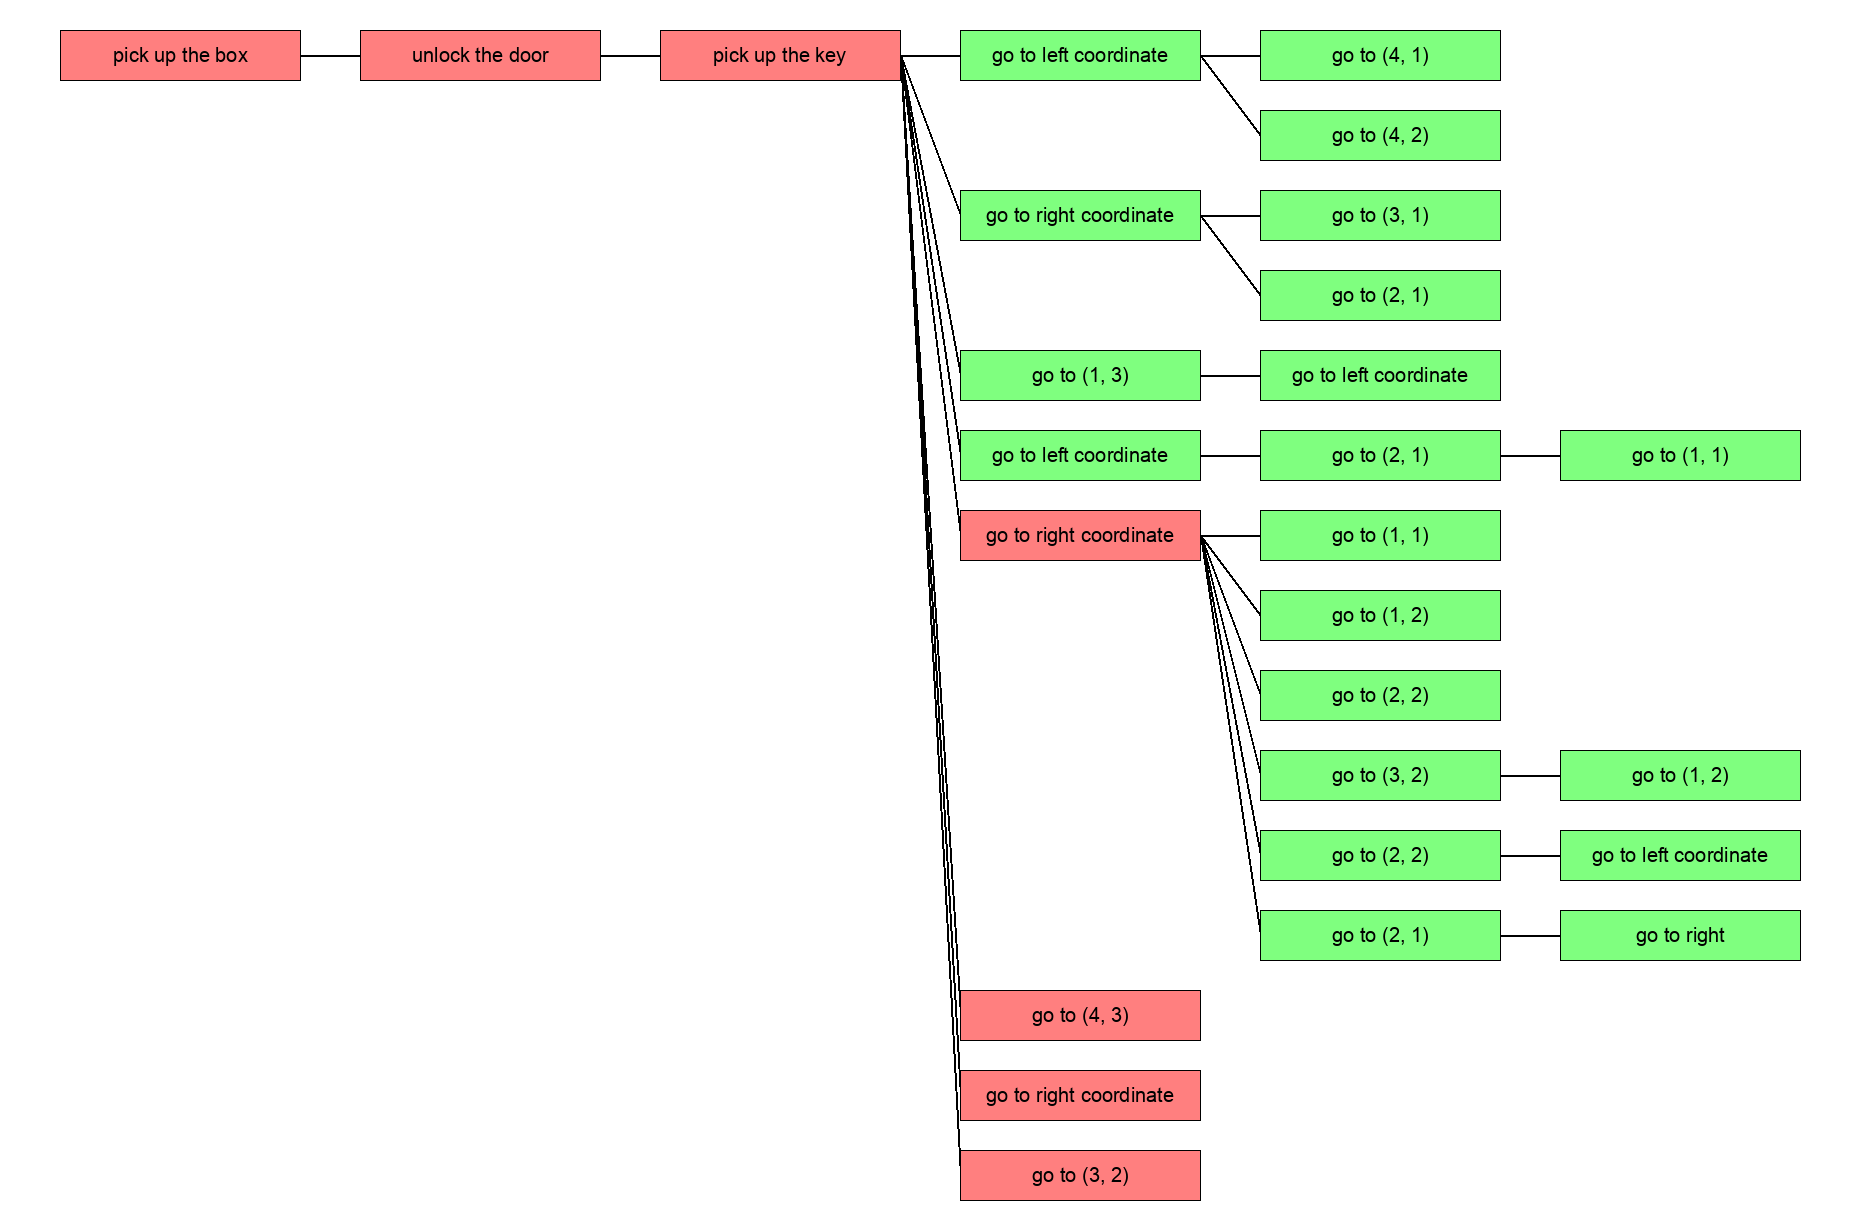 pick up the box
unlock the door
pick up the key
go to left coordinate
go to (4, 1)
go to (4, 2)
go to right coordinate
go to (3, 1)
go to (2, 1)
go to (1, 3)
go to left coordinate
go to left coordinate
go to (2, 1)
go to (1, 1)
go to right coordinate
go to (1, 1)
go to (1, 2)
go to (2, 2)
go to (3, 2)
go to (1, 2)
go to (2, 2)
go to left coordinate
go to (2, 1)
go to right
go to (4, 3)
go to right coordinate
go to (3, 2)